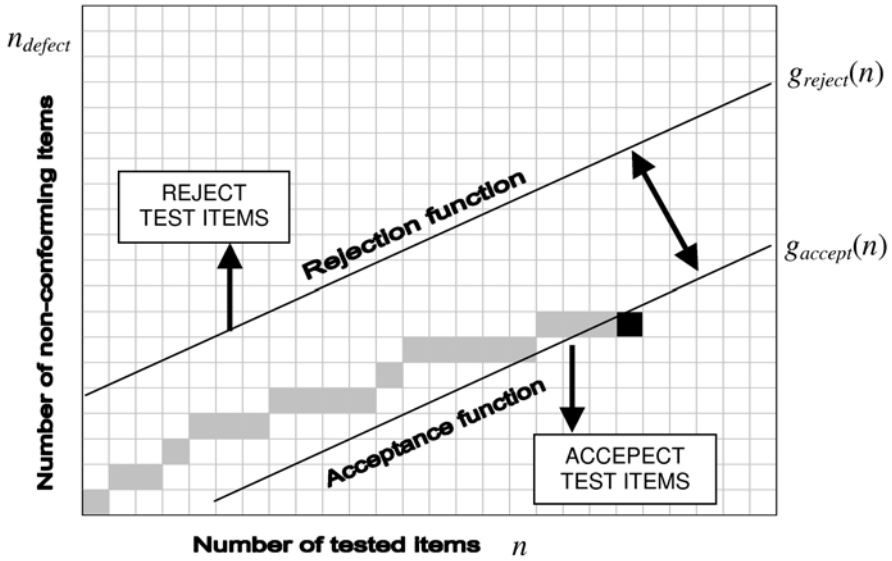 n_defect
g_reject(n)
REJECT
TEST ITEMS
Rejection function
g_accept(n)
Number of non-conforming items
Acceptance function
ACCEPECT
TEST ITEMS
Number of tested items n